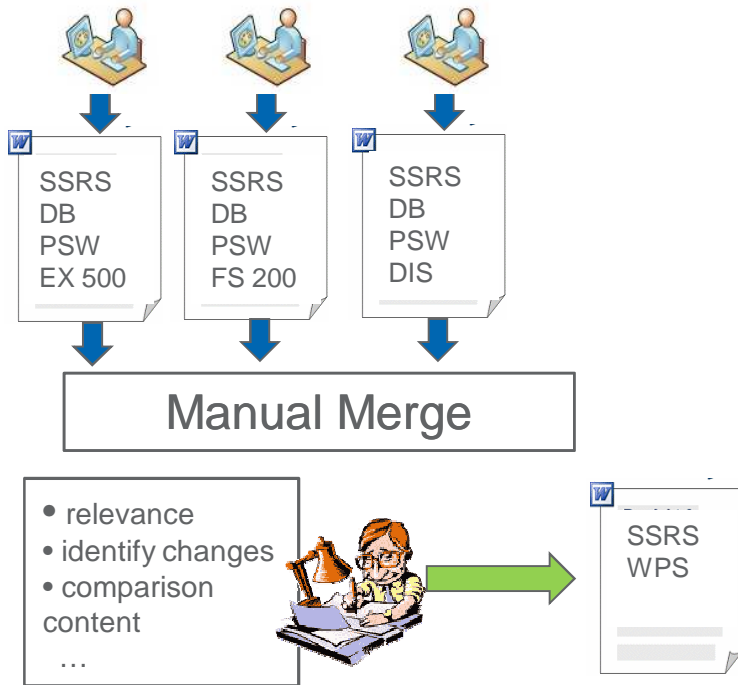 W
SSRS
DB
PSW
EX 500
W
SSRS
DB
PSW
FS 200
W
SSRS
DB
PSW
DIS
Manual Merge
• relevance
• identify changes
• comparison
content
...
W
SSRS
WPS